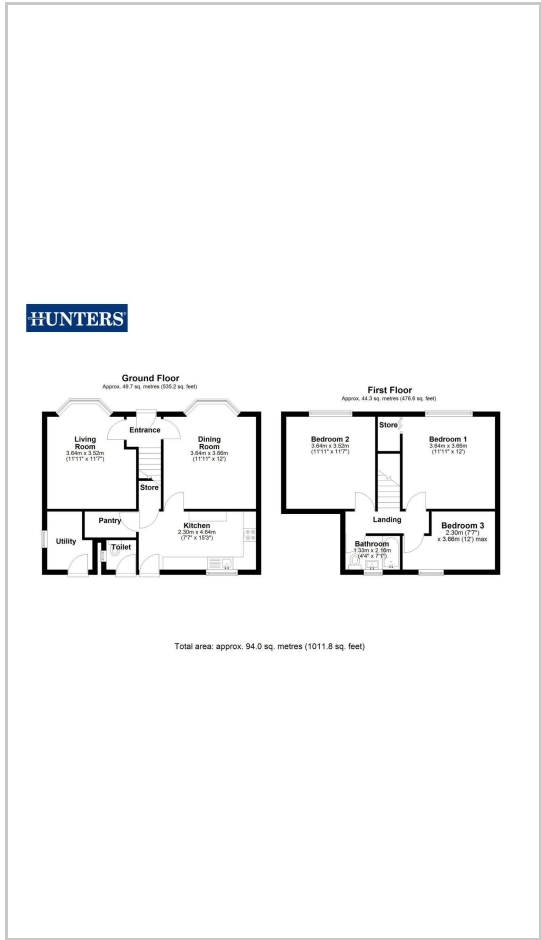 HUNTERS
Ground Floor
Approx. 49.7 sq. metres (535.2 sq. feet)
Entrance
Living
Room
3.64m x 3.52m
(11'11" x 11'7")
Dining
Room
3.64m x 3.66m
(11'11" x 12')
Store
Pantry
Kitchen
2.30m x 4.64m
(7'7" x 15'3")
Utility
Toilet
First Floor
Approx. 44.3 sq. metres (476.6 sq. feet)
Store
Bedroom 2
3.64m x 3.52m
(11'11" x 11'7")
Bedroom 1
3.64m x 3.66m
(11'11" x 12')
Landing
Bedroom 3
2.30m (7'7")
x 3.66m (12') max
Bathroom
1.33m x 2.16m
(4'4" x 7'1")
Total area: approx. 94.0 sq. metres (1011.8 sq. feet)